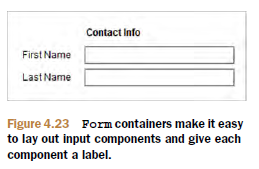 Contact Info
First Name
Last Name
Figure 4.23 Form containers make it easy
to lay out input components and give each
component a label.